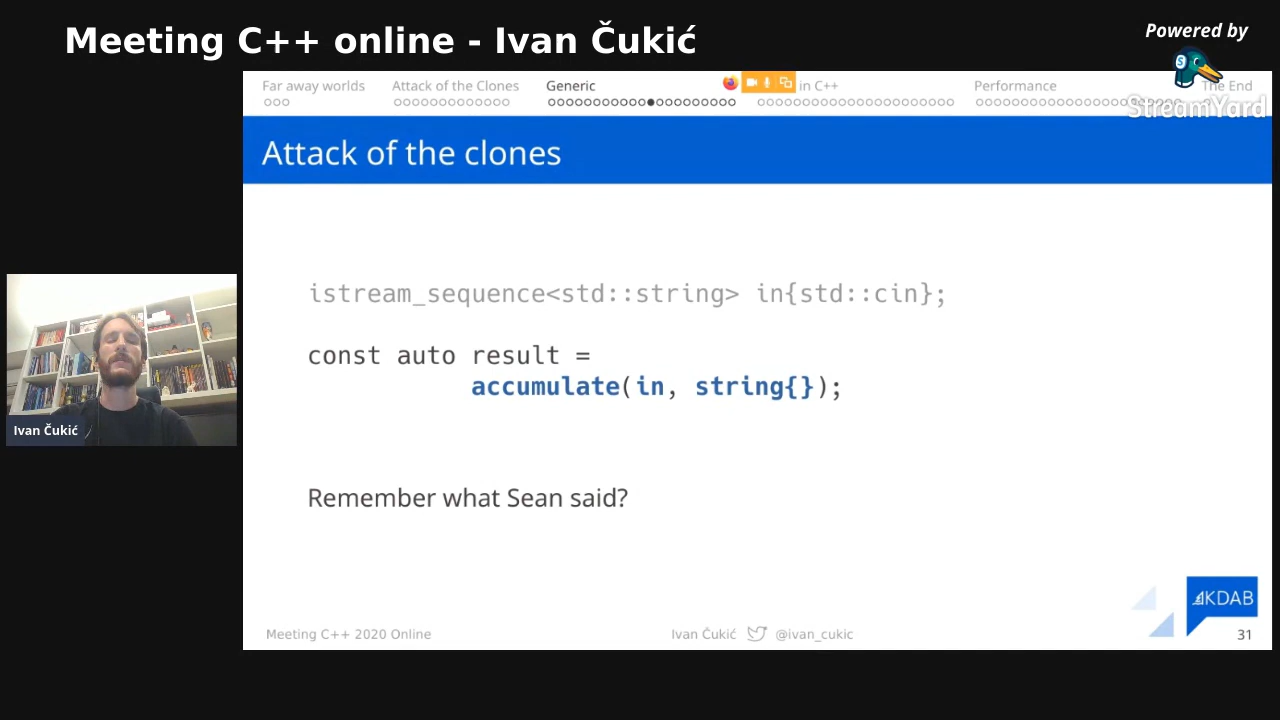 Meeting C++ online - Ivan Čukić
Powered by
StreamYard
Far away worlds
Attack of the Clones
Generic
in C++
Performance
The End
Attack of the clones
istream_sequence<std::string> in{std::cin};
const auto result =
accumulate(in, string{});
Remember what Sean said?
Ivan Čukić
KDAB
Meeting C++ 2020 Online
Ivan Čukić @ivan_cukic
31